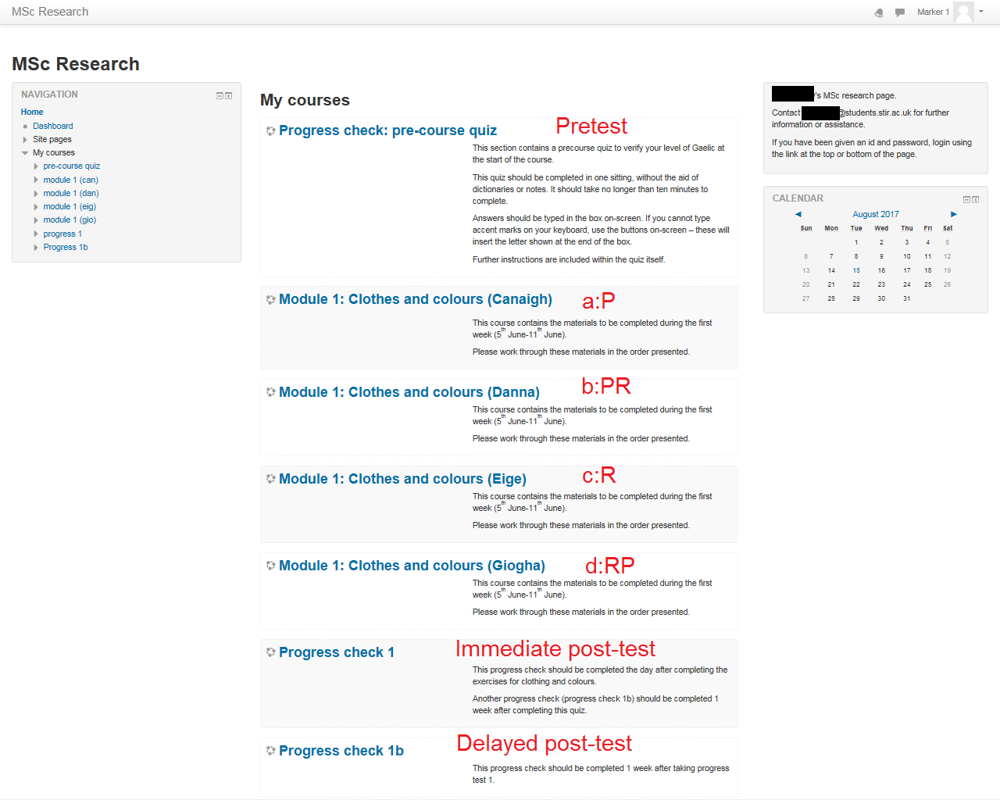 MSc Research
Marker 1
MSc Research
NAVIGATION
Home
Dashboard
Site pages
My courses
pre-course quiz
module 1 (can)
module 1 (dan)
module 1 (eig)
module 1 (gio)
progress 1
Progress 1b
My courses
Progress check: pre-course quiz
Pretest
This section contains a precourse quiz to verify your level of Gaelic at
the start of the course.
This quiz should be completed in one sitting, without the aid of
dictionaries or notes. It should take no longer than ten minutes to
complete.
Answers should be typed in the box on-screen. If you cannot type
accent marks on your keyboard, use the buttons on-screen – these will
insert the letter shown at the end of the box.
Further instructions are included within the quiz itself.
Module 1: Clothes and colours (Canaigh)
a:P
This course contains the materials to be completed during the first
week (5th June-11th June).
Please work through these materials in the order presented.
Module 1: Clothes and colours (Danna)
b:PR
This course contains the materials to be completed during the first
week (5th June-11th June).
Please work through these materials in the order presented.
Module 1: Clothes and colours (Eige)
c:R
This course contains the materials to be completed during the first
week (5th June-11th June).
Please work through these materials in the order presented.
Module 1: Clothes and colours (Giogha)
d:RP
This course contains the materials to be completed during the first
week (5th June-11th June).
Please work through these materials in the order presented.
Progress check 1
Immediate post-test
This progress check should be completed the day after completing the
exercises for clothing and colours.
Another progress check (progress check 1b) should be completed 1
week after completing this quiz.
Progress check 1b
Delayed post-test
This progress check should be completed 1 week after taking progress
test 1.
's MSc research page.
Contact @students.stir.ac.uk for further
information or assistance.
If you have been given an id and password, login using
the link at the top or bottom of the page.
CALENDAR
August 2017
Sun Mon Tue Wed Thu Fri Sat
1 2 3 4 5
6 7 8 9 10 11 12
13 14 15 16 17 18 19
20 21 22 23 24 25 26
27 28 29 30 31